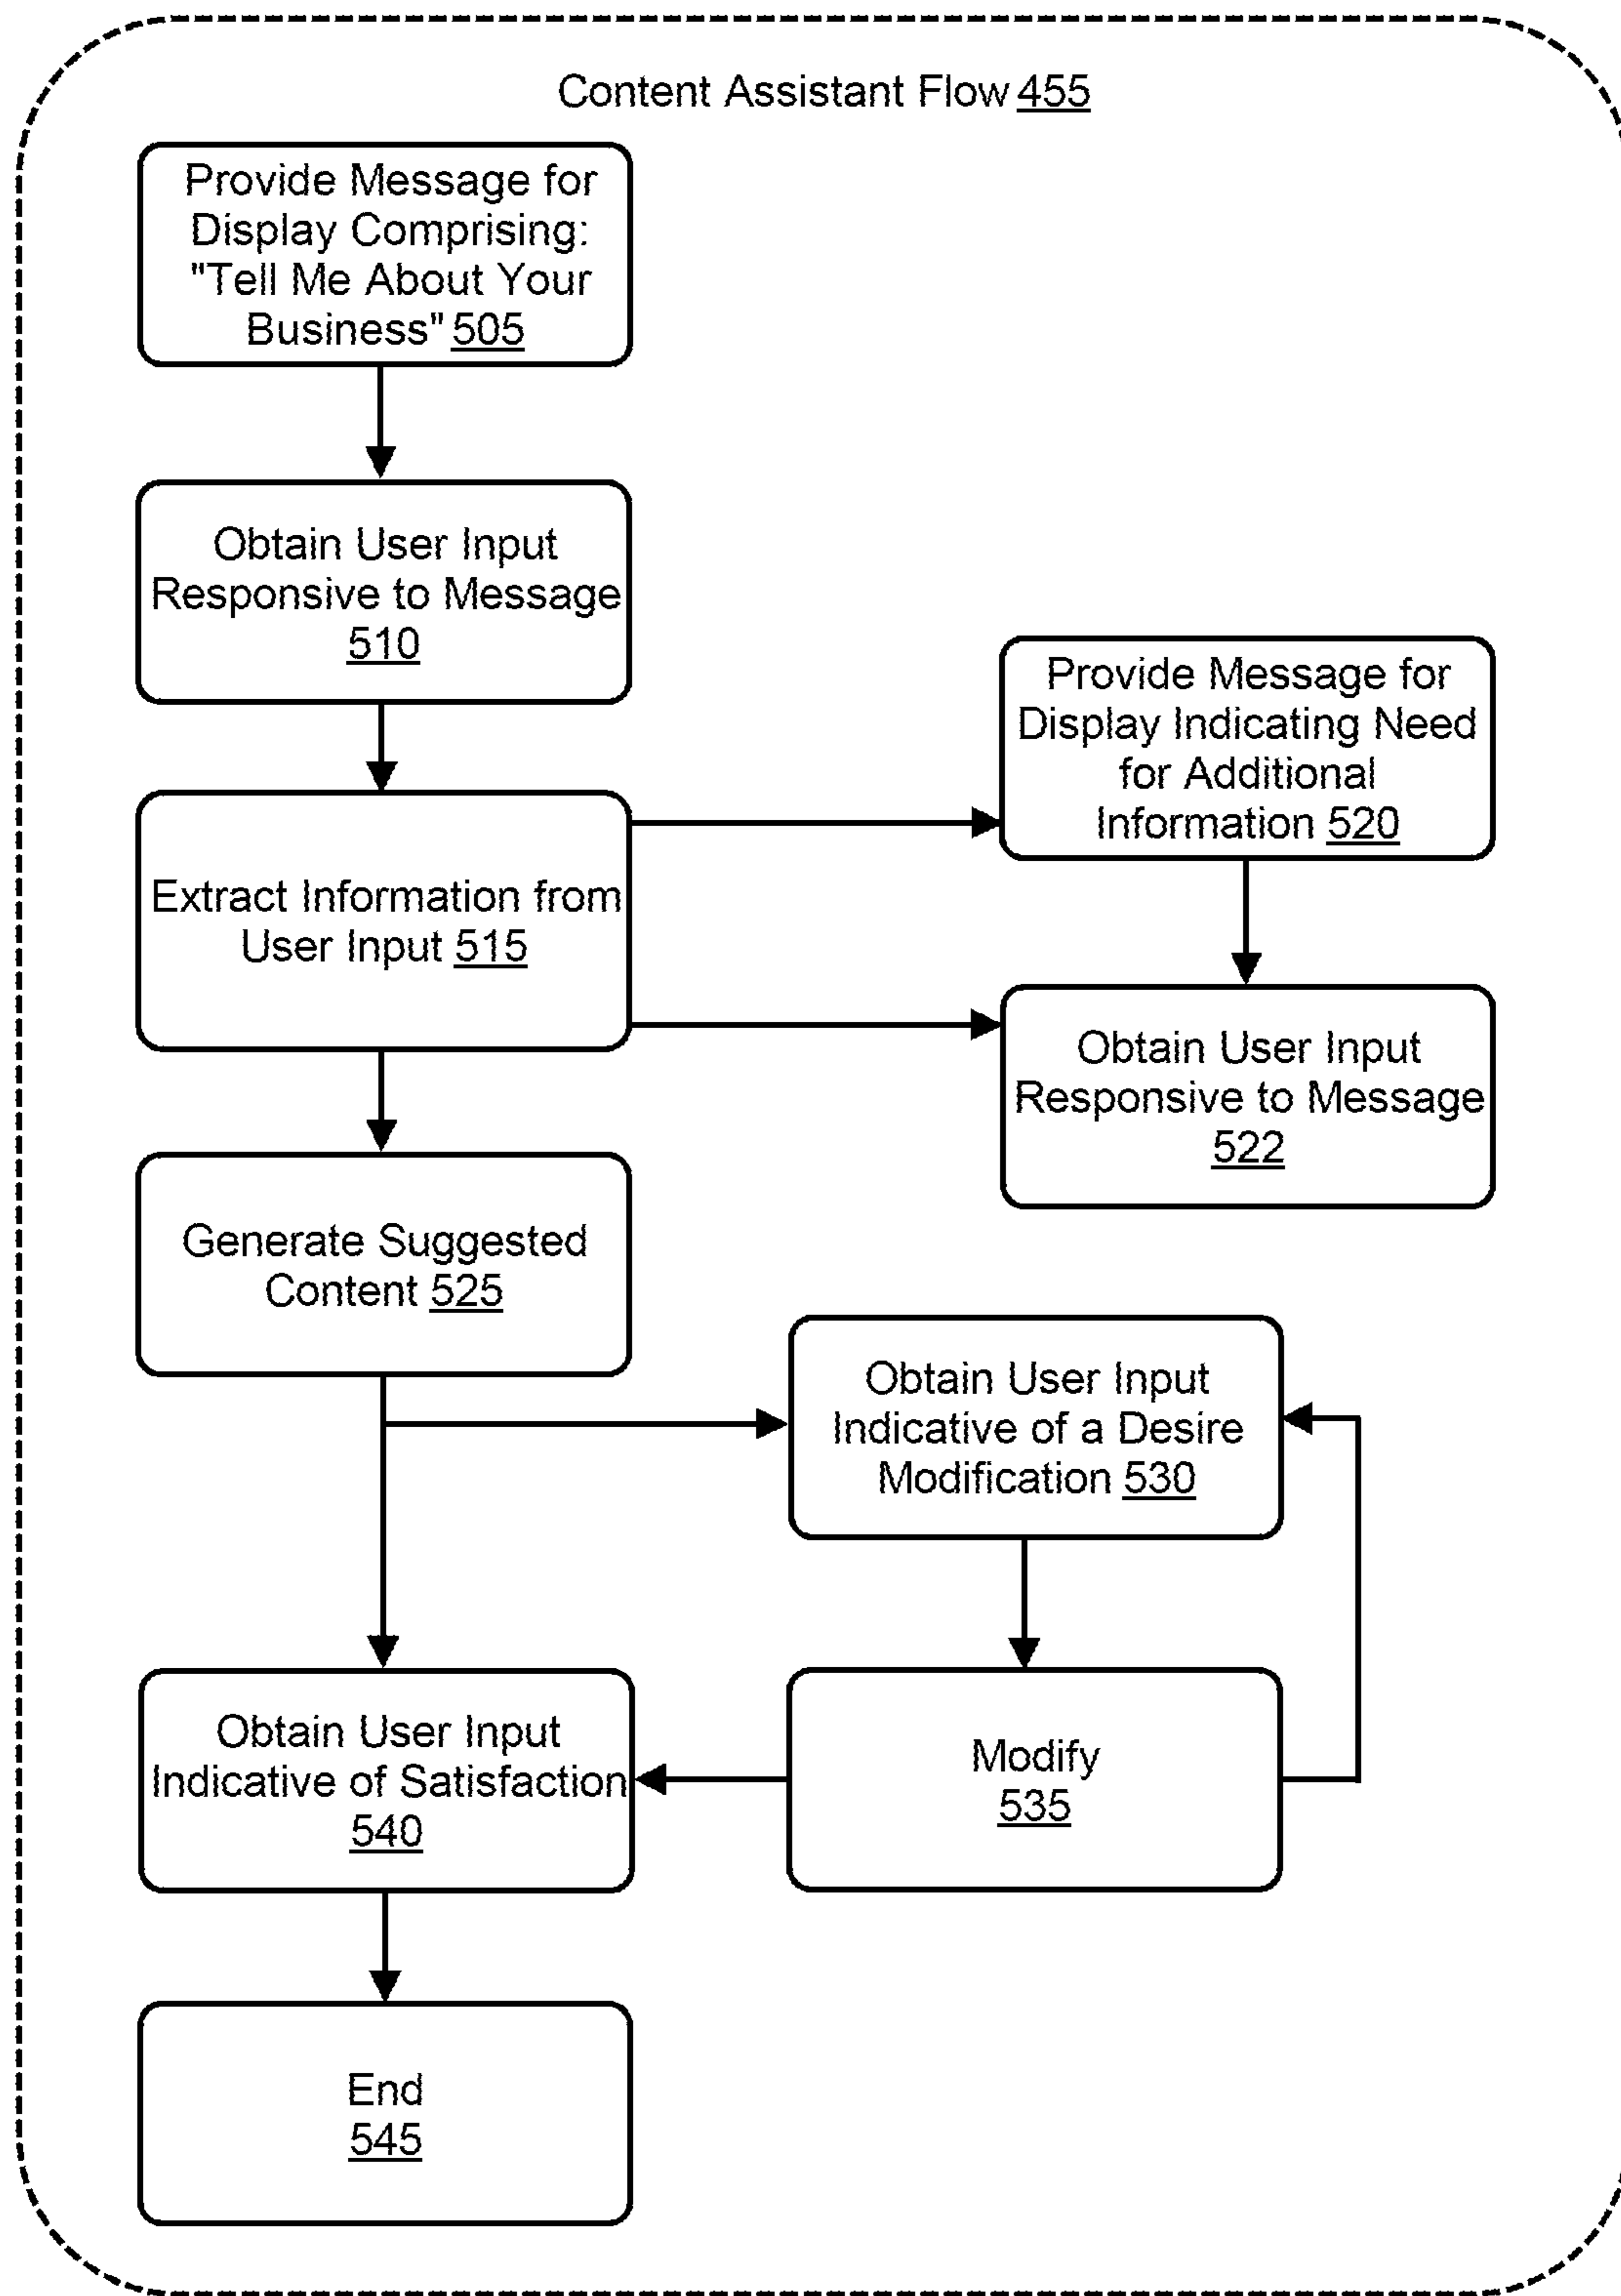 Content Assistant Flow 455
Provide Message for
Display Comprising:
"Tell Me About Your
Business" 505
Obtain User Input
Responsive to Message
510
Provide Message for
Display Indicating Need
for Additional
Information 520
Extract Information from
User Input 515
Obtain User Input
Responsive to Message
522
Generate Suggested
Content 525
Obtain User Input
Indicative of a Desire
Modification 530
Obtain User Input
Indicative of Satisfaction
540
Modify
535
End
545